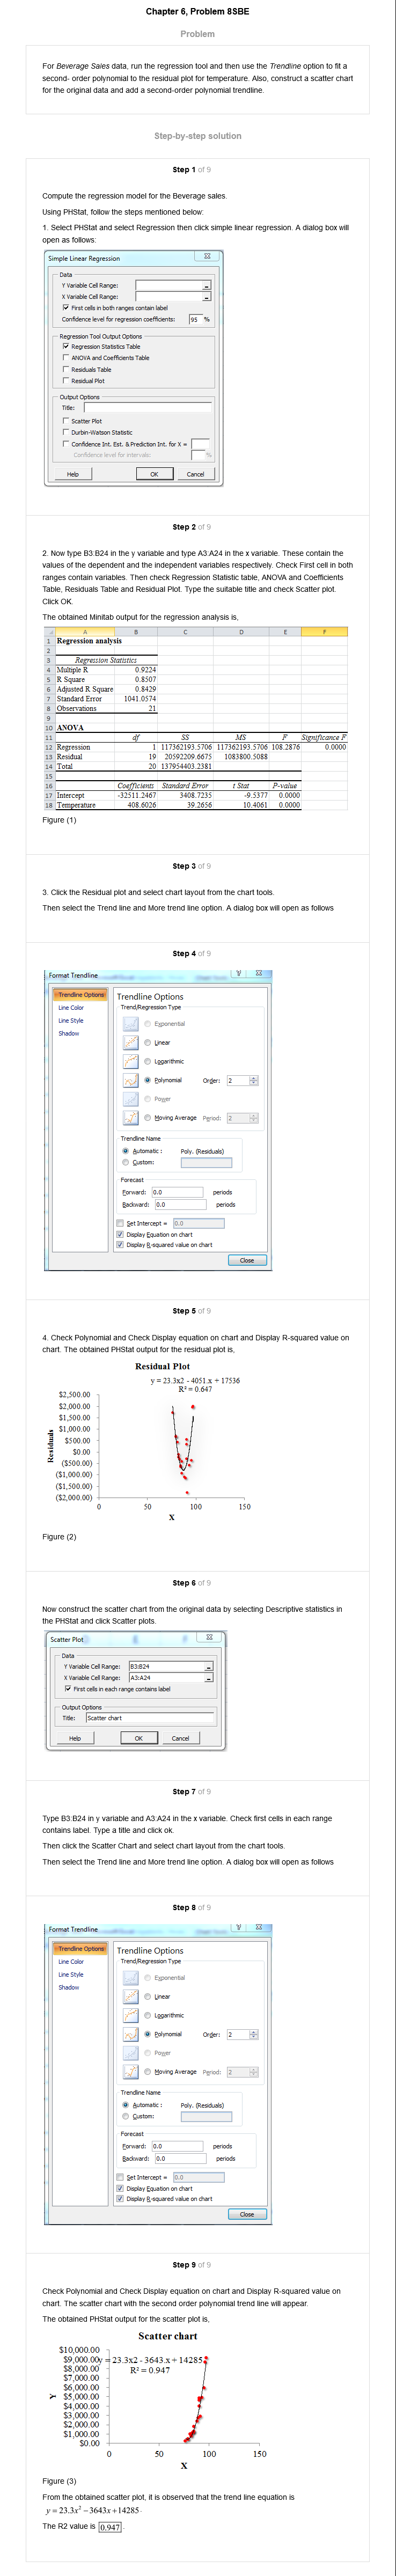 Chapter 6, Problem 8SBE
Problem
For Beverage Sales data, run the regression tool and then use the Trendline option to fit a
second- order polynomial to the residual plot for temperature. Also, construct a scatter chart
for the original data and add a second-order polynomial trendline.
Step-by-step solution
Step 1 of 9
Compute the regression model for the Beverage sales.
Using PHStat, follow the steps mentioned below:
1. Select PHStat and select Regression then click simple linear regression. A dialog box will
open as follows:
Simple Linear Regression
Data
Y Variable Cell Range:
X Variable Cell Range:
First cells in both ranges contain label
Confidence level for regression coefficients: 95 %
Regression Tool Output Options
Regression Statistics Table
ANOVA and Coefficients Table
Residuals Table
Residual Plot
Output Options
Title:
Scatter Plot
Durbin-Watson Statistic
Confidence Int. Est. & Prediction Int. for X =
Confidence level for intervals: %
Help OK Cancel
Step 2 of 9
2. Now type B3:B24 in the y variable and type A3:A24 in the x variable. These contain the
values of the dependent and the independent variables respectively. Check First cell in both
ranges contain variables. Then check Regression Statistic table, ANOVA and Coefficients
Table, Residuals Table and Residual Plot. Type the suitable title and check Scatter plot.
Click OK.
The obtained Minitab output for the regression analysis is,
A B C D E F
1 Regression analysis
2
3 Regression Statistics
4 Multiple R 0.9224
5 R Square 0.8507
6 Adjusted R Square 0.8429
7 Standard Error 1041.0574
8 Observations 21
9
10 ANOVA
11 df SS MS F Significance F
12 Regression 1 117362193.5706 117362193.5706 108.2876 0.0000
13 Residual 19 20592209.6675 1083800.5088
14 Total 20 137954403.2381
15
16 Coefficients Standard Error t Stat P-value
17 Intercept -32511.2467 3408.7235 -9.5377 0.0000
18 Temperature 408.6026 39.2656 10.4061 0.0000
Figure (1)
Step 3 of 9
3. Click the Residual plot and select chart layout from the chart tools.
Then select the Trend line and More trend line option. A dialog box will open as follows
Step 4 of 9
Format Trendline
Trendline Options
Line Color
Line Style
Shadow
Trendline Options
Trend/Regression Type
Exponential
Linear
Logarithmic
Polynomial Order: 2
Power
Moving Average Period: 2
Trendline Name
Automatic : Poly. (Residuals)
Custom:
Forecast
Forward: 0.0 periods
Backward: 0.0 periods
Set Intercept = 0.0
Display Equation on chart
Display R-squared value on chart
Close
Step 5 of 9
4. Check Polynomial and Check Display equation on chart and Display R-squared value on
chart. The obtained PHStat output for the residual plot is,
Residual Plot
y = 23.3x2 - 4051.x + 17536
R² = 0.647
$2,500.00
$2,000.00
$1,500.00
$1,000.00
$500.00
$0.00
($500.00)
($1,000.00)
($1,500.00)
($2,000.00)
Residuals
0 50 100 150
X
Figure (2)
Step 6 of 9
Now construct the scatter chart from the original data by selecting Descriptive statistics in
the PHStat and click Scatter plots.
Scatter Plot
Data
Y Variable Cell Range: B3:B24
X Variable Cell Range: A3:A24
First cells in each range contains label
Output Options
Title: Scatter chart
Help OK Cancel
Step 7 of 9
Type B3:B24 in y variable and A3:A24 in the x variable. Check first cells in each range
contains label. Type a title and click ok.
Then click the Scatter Chart and select chart layout from the chart tools.
Then select the Trend line and More trend line option. A dialog box will open as follows
Step 8 of 9
Format Trendline
Trendline Options
Line Color
Line Style
Shadow
Trendline Options
Trend/Regression Type
Exponential
Linear
Logarithmic
Polynomial Order: 2
Power
Moving Average Period: 2
Trendline Name
Automatic : Poly. (Residuals)
Custom:
Forecast
Forward: 0.0 periods
Backward: 0.0 periods
Set Intercept = 0.0
Display Equation on chart
Display R-squared value on chart
Close
Step 9 of 9
Check Polynomial and Check Display equation on chart and Display R-squared value on
chart. The scatter chart with the second order polynomial trend line will appear.
The obtained PHStat output for the scatter plot is,
Scatter chart
$10,000.00
$9,000.00 y = 23.3x2 - 3643.x + 14285
$8,000.00 R² = 0.947
$7,000.00
$6,000.00
$5,000.00
$4,000.00
$3,000.00
$2,000.00
$1,000.00
$0.00
Y
0 50 100 150
X
Figure (3)
From the obtained scatter plot, it is observed that the trend line equation is
y = 23.3x² − 3643x + 14285.
The R2 value is 0.947.